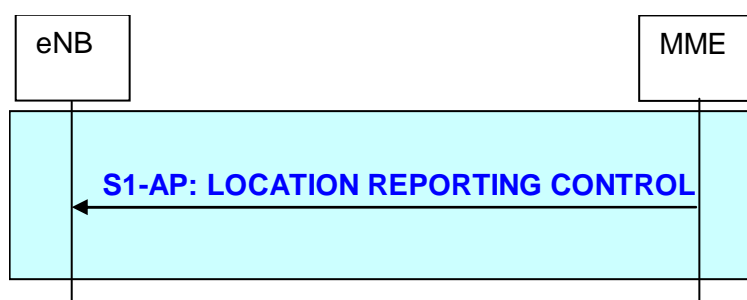 eNB
MME
S1-AP: LOCATION REPORTING CONTROL